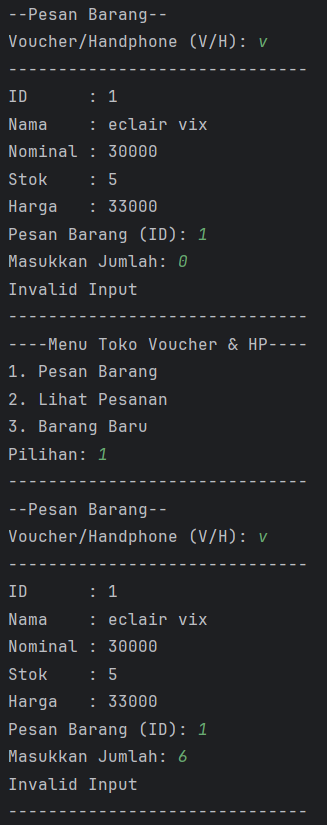 --Pesan Barang--
Voucher/Handphone (V/H): v
------------------------------
ID      : 1
Nama    : eclair vix
Nominal : 30000
Stok    : 5
Harga   : 33000
Pesan Barang (ID): 1
Masukkan Jumlah: 0
Invalid Input
------------------------------
----Menu Toko Voucher & HP----
1. Pesan Barang
2. Lihat Pesanan
3. Barang Baru
Pilihan: 1
------------------------------
--Pesan Barang--
Voucher/Handphone (V/H): v
------------------------------
ID      : 1
Nama    : eclair vix
Nominal : 30000
Stok    : 5
Harga   : 33000
Pesan Barang (ID): 1
Masukkan Jumlah: 6
Invalid Input
------------------------------